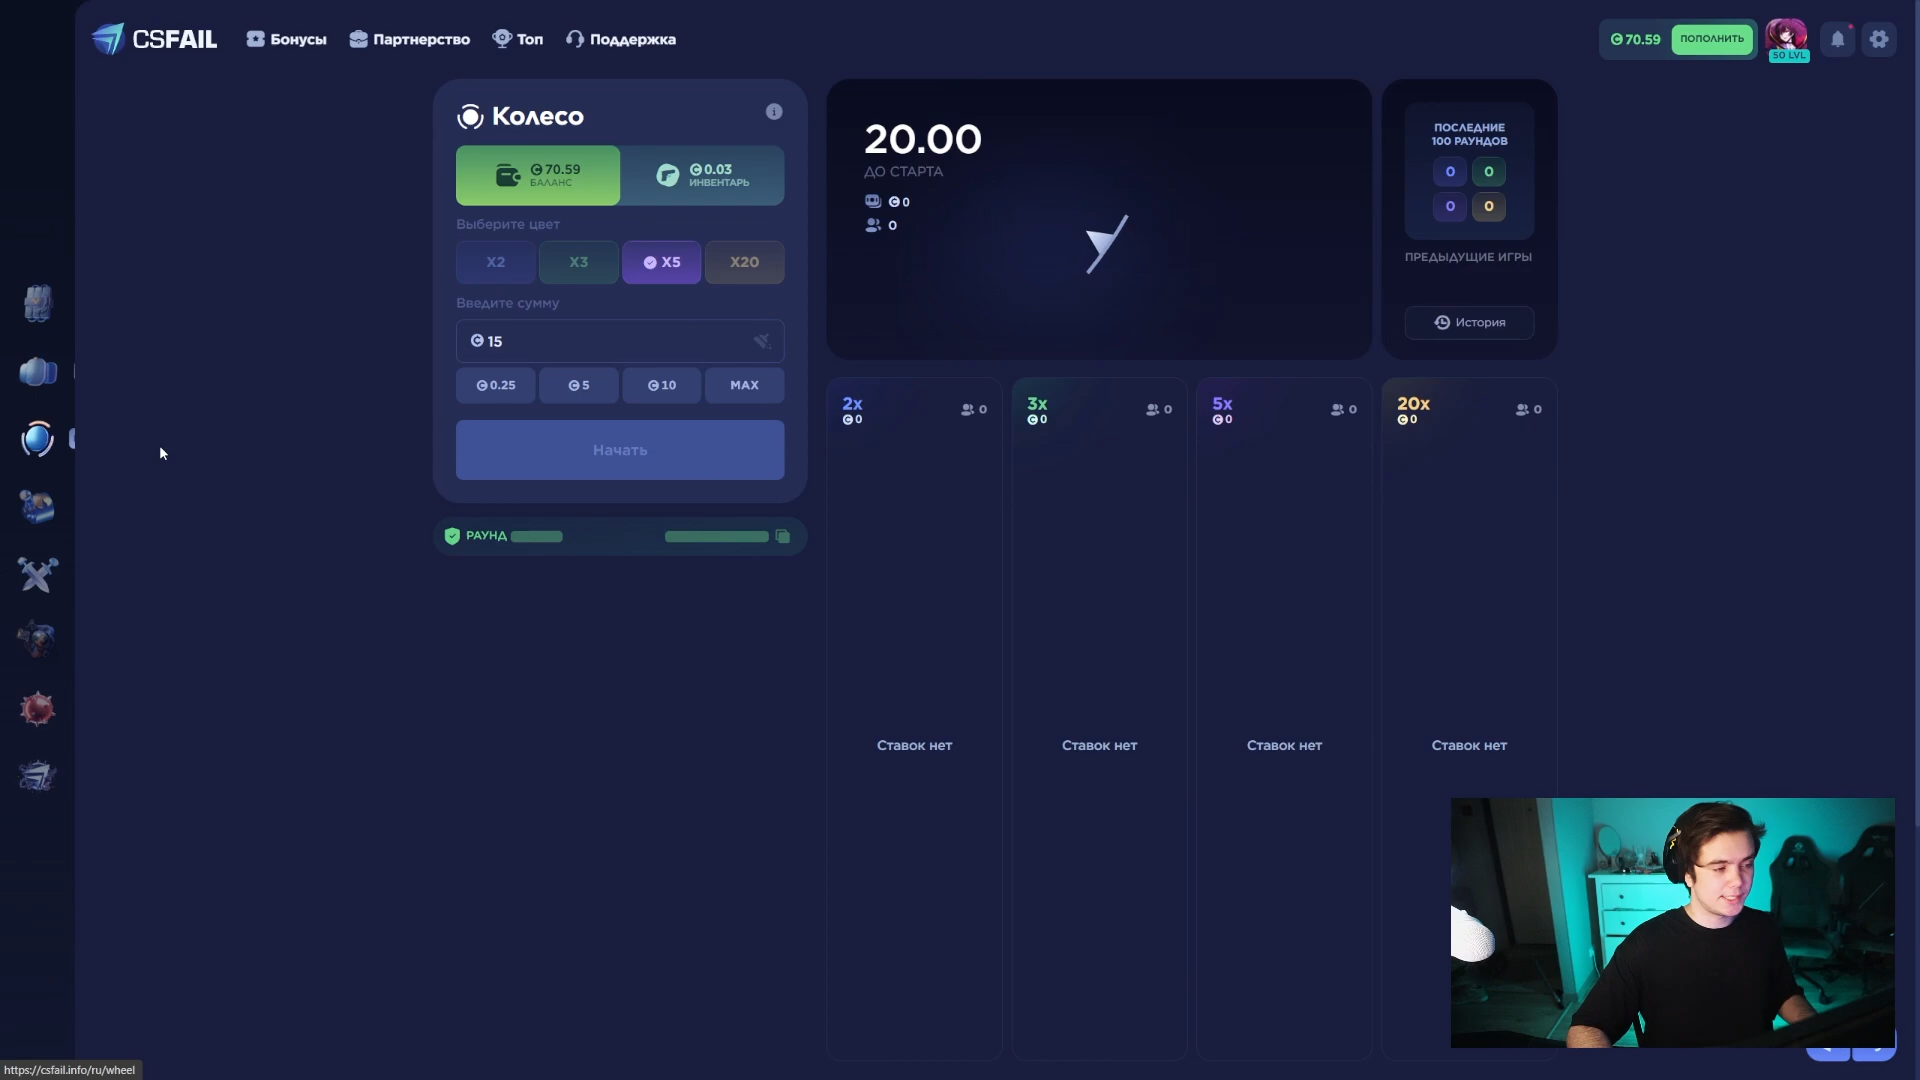 CSFAIL
Бонусы
Партнерство
Топ
Поддержка
70.59
ПОПОЛНИТЬ
50 LVL
Колесо
70.59
БАЛАНС
0.03
ИНВЕНТАРЬ
Выберите цвет
X2
X3
X5
X20
Введите сумму
15
0.25
5
10
MAX
Начать
РАУНД
20.00
ДО СТАРТА
0
0
ПОСЛЕДНИЕ
100 РАУНДОВ
0 0
0 0
ПРЕДЫДУЩИЕ ИГРЫ
История
2x
0
0
3x
0
0
5x
0
0
20x
0
0
Ставок нет
Ставок нет
Ставок нет
Ставок нет
https://csfail.info/ru/wheel